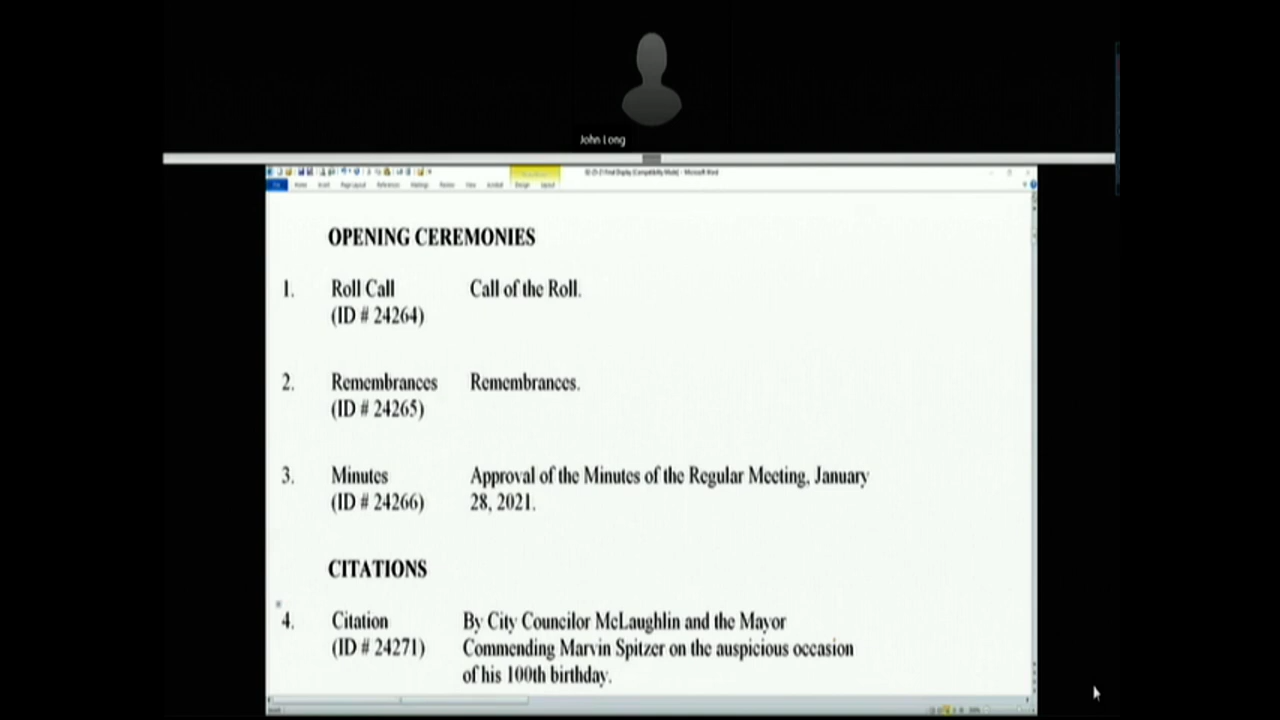 John Long
OPENING CEREMONIES
1. Roll Call Call of the Roll.
(ID # 24264)
2. Remembrances Remembrances.
(ID # 24265)
3. Minutes Approval of the Minutes of the Regular Meeting, January
(ID # 24266) 28, 2021.
CITATIONS
4. Citation By City Councilor McLaughlin and the Mayor
(ID # 24271) Commending Marvin Spitzer on the auspicious occasion
of his 100th birthday.